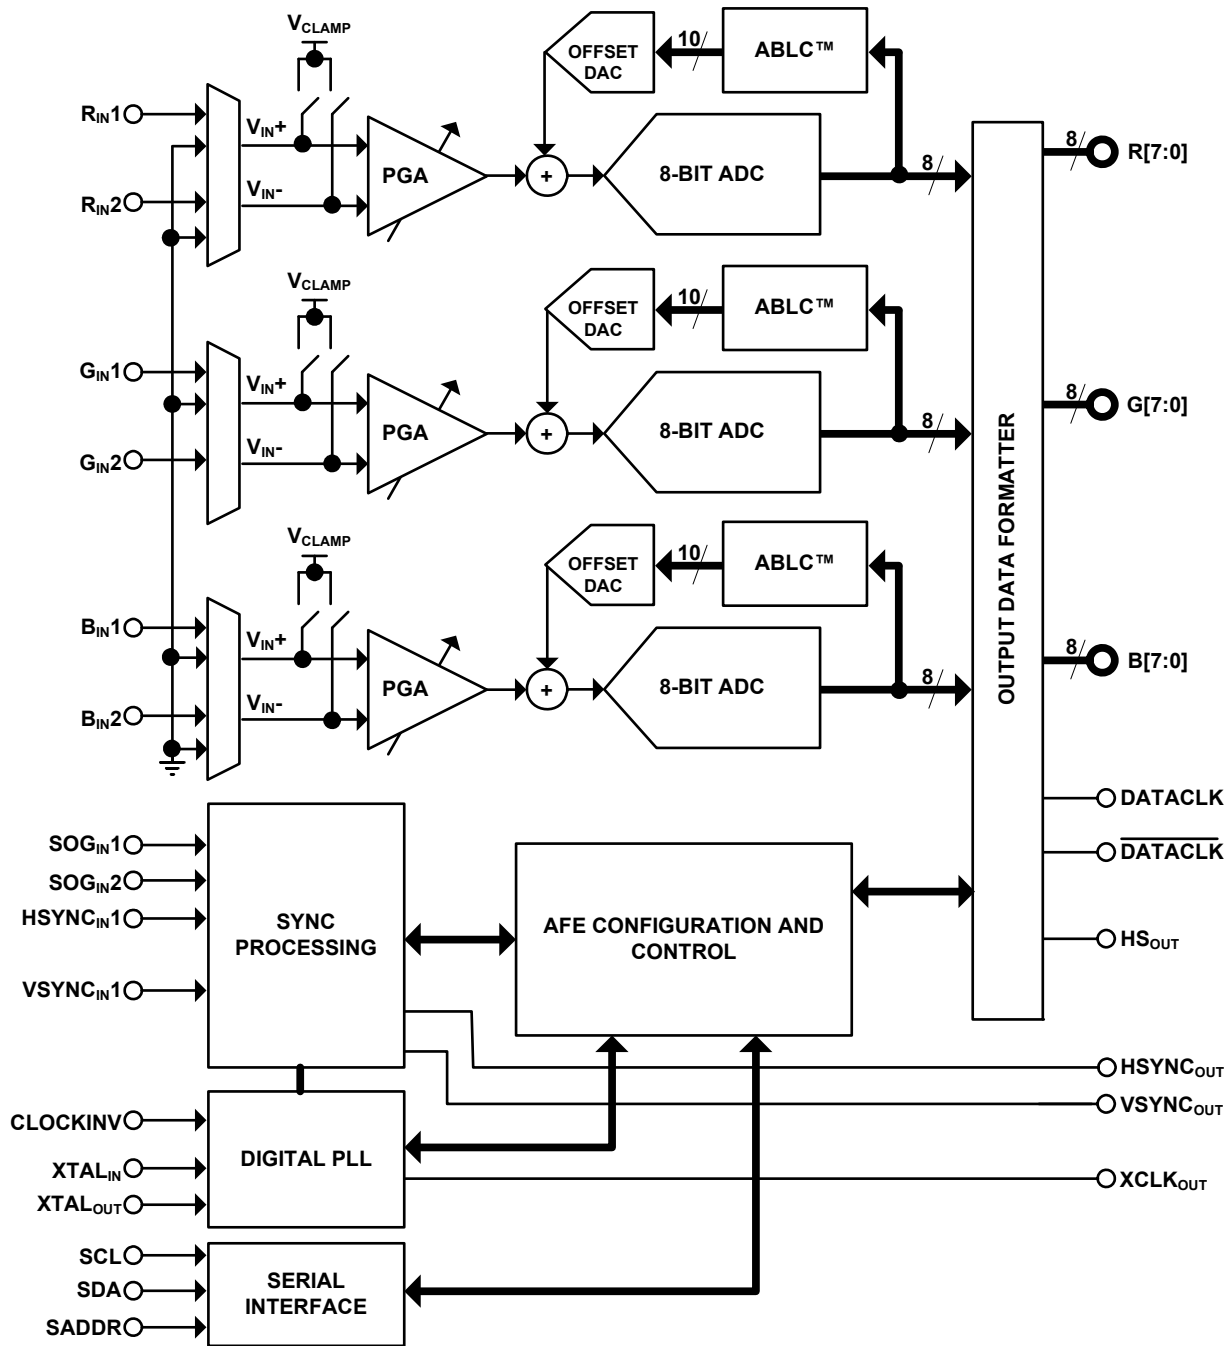 VCLAMP
OFFSET
DAC
10
ABLC™
RIN1
VIN+
PGA
+
8-BIT ADC
8
8
R[7:0]
RIN2
VIN-
VCLAMP
OFFSET
DAC
10
ABLC™
GIN1
VIN+
PGA
+
8-BIT ADC
8
8
G[7:0]
GIN2
VIN-
VCLAMP
OFFSET
DAC
10
ABLC™
BIN1
VIN+
PGA
+
8-BIT ADC
8
8
B[7:0]
BIN2
VIN-
OUTPUT DATA FORMATTER
DATACLK
DATACLK
HSOUT
SOGIN1
SOGIN2
HSYNCIN1
VSYNCIN1
SYNC
PROCESSING
AFE CONFIGURATION AND
CONTROL
HSYNCOUT
VSYNCOUT
CLOCKINV
XTALIN
XTALOUT
DIGITAL PLL
XCLKOUT
SCL
SDA
SADDR
SERIAL
INTERFACE